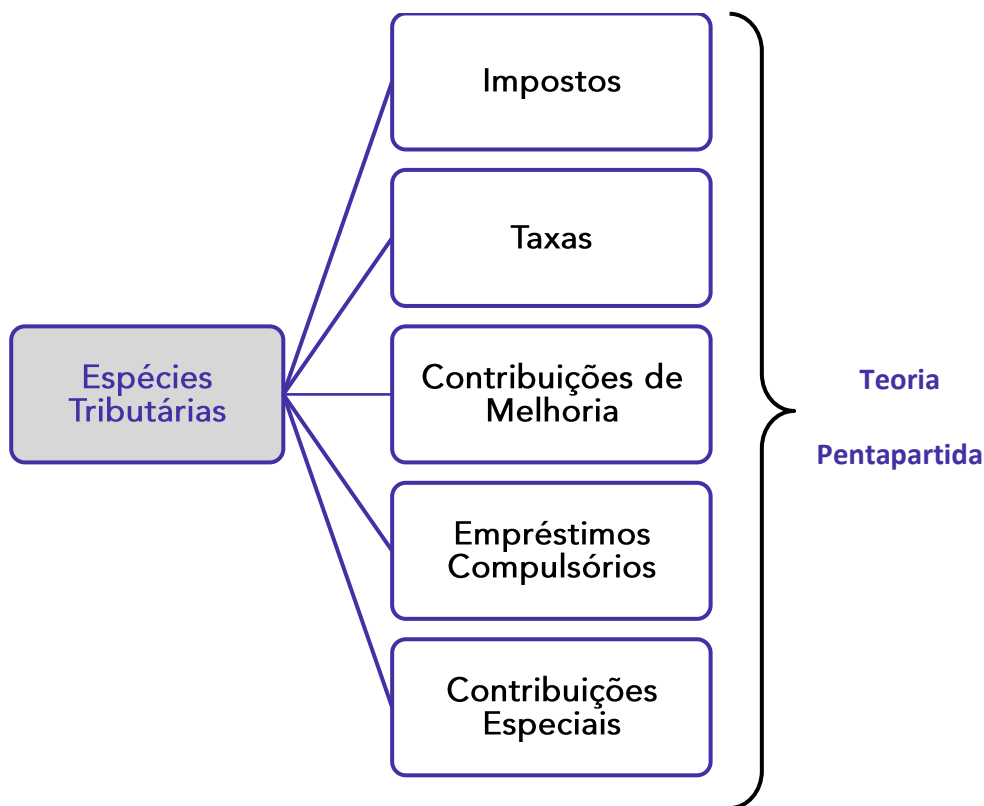 Impostos
Taxas
Espécies
Tributárias
Contribuições de
Melhoria
Empréstimos
Compulsórios
Contribuições
Especiais
Teoria
Pentapartida